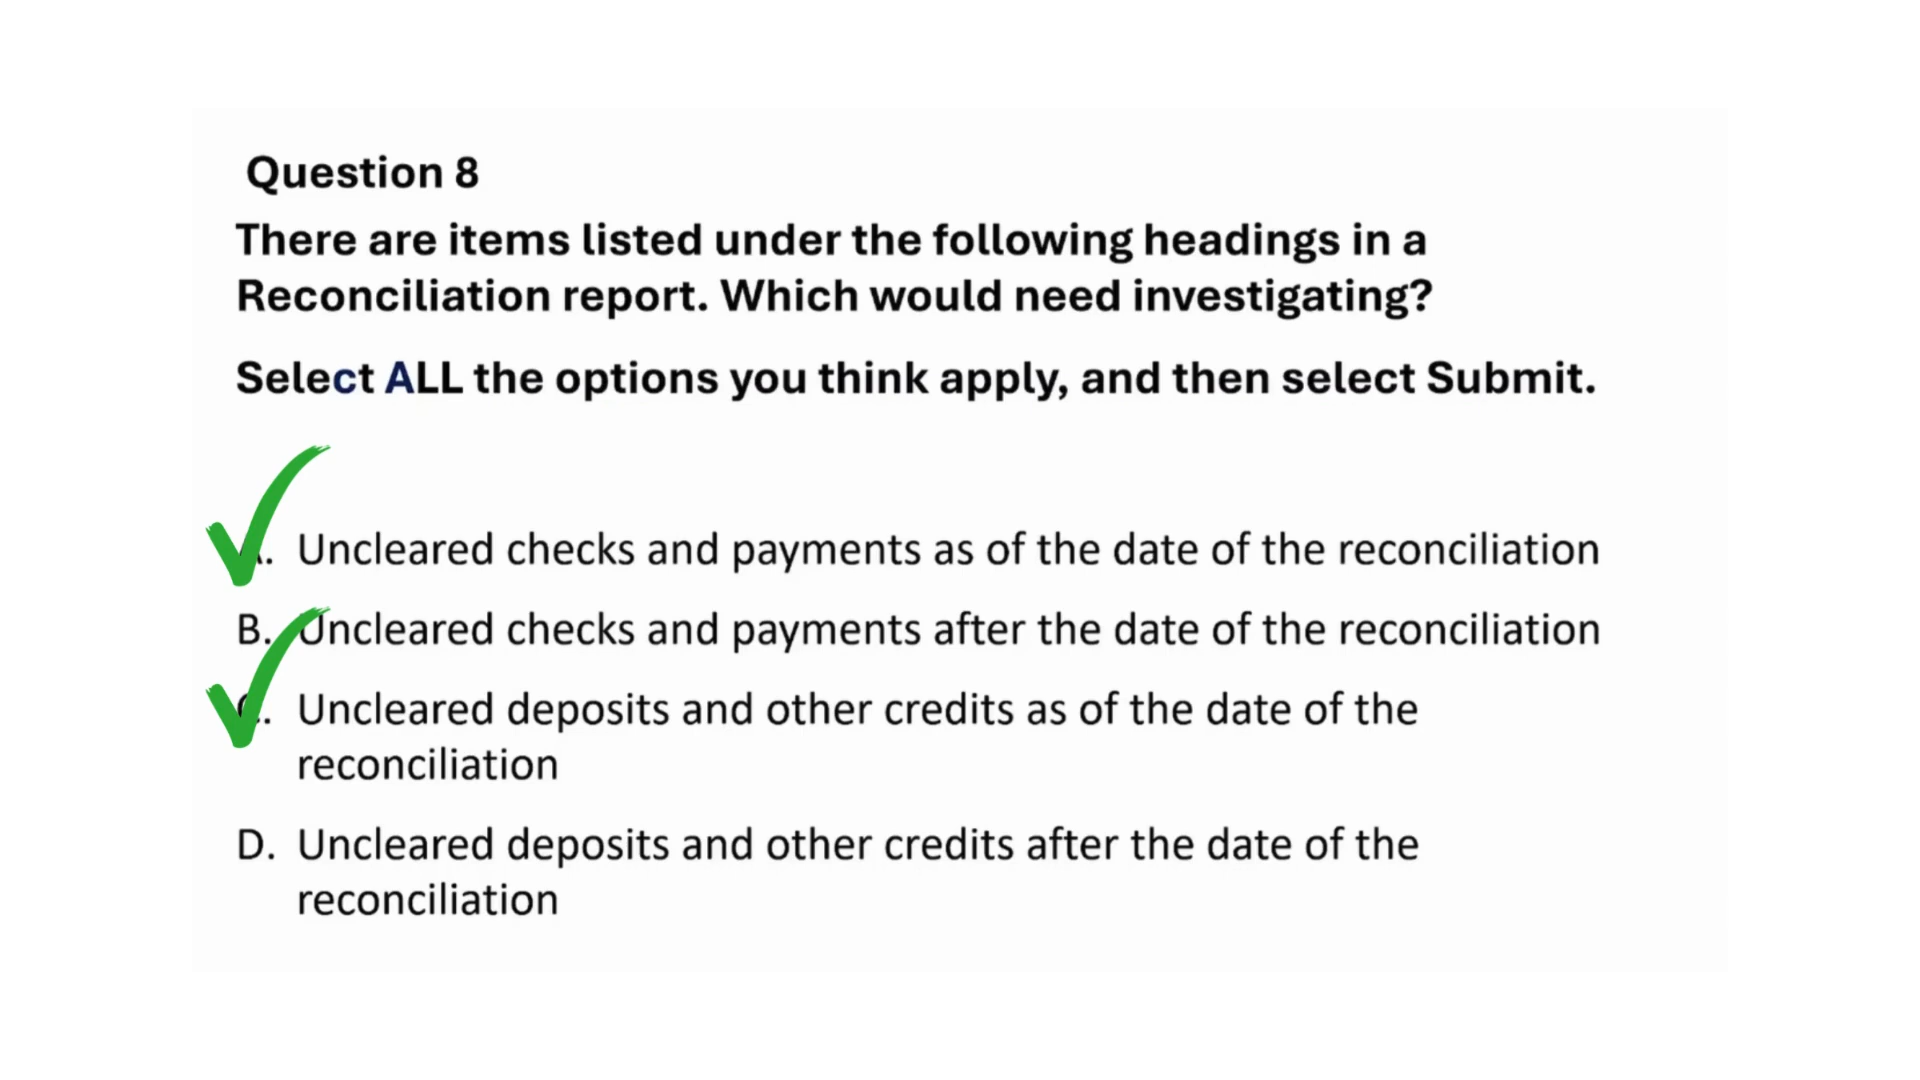 Question 8
There are items listed under the following headings in a
Reconciliation report. Which would need investigating?
Select ALL the options you think apply, and then select Submit.
A. Uncleared checks and payments as of the date of the reconciliation
B. Uncleared checks and payments after the date of the reconciliation
C. Uncleared deposits and other credits as of the date of the
reconciliation
D. Uncleared deposits and other credits after the date of the
reconciliation